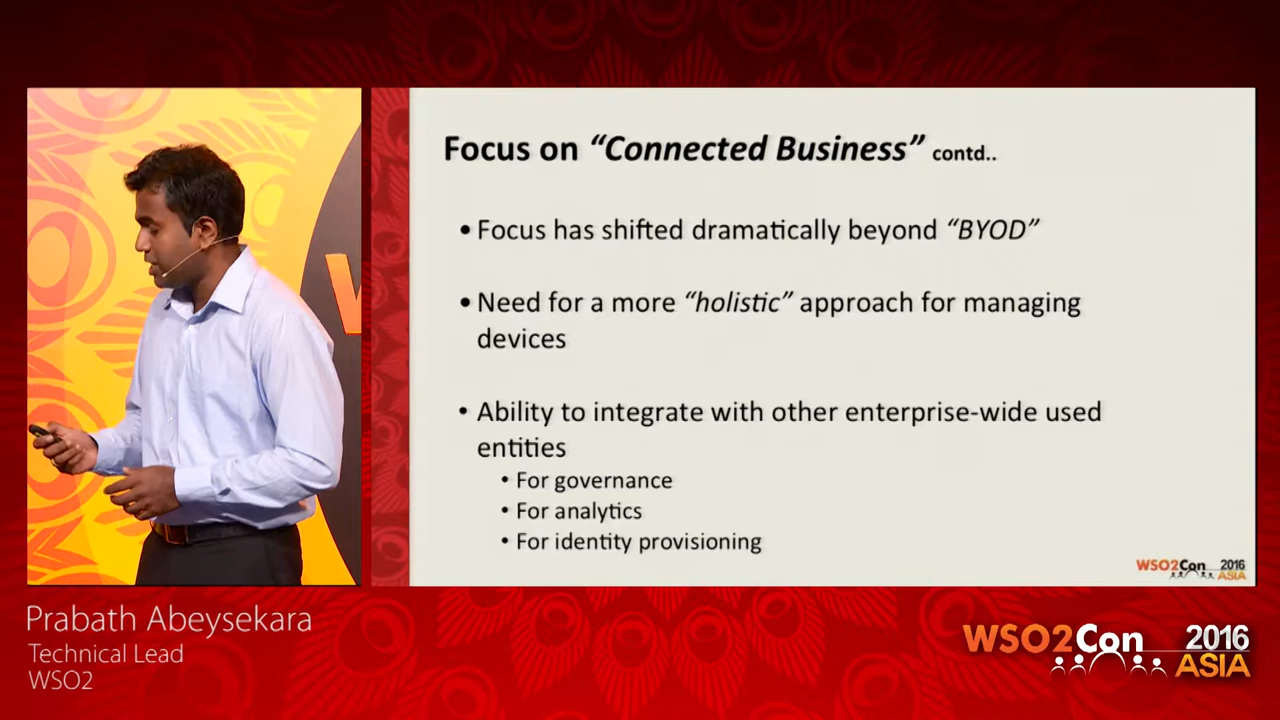 Focus on “Connected Business” contd..
• Focus has shifted dramatically beyond “BYOD”
• Need for a more “holistic” approach for managing
devices
• Ability to integrate with other enterprise-wide used
entities
• For governance
• For analytics
• For identity provisioning
WSO2Con 2016
ASIA
Prabath Abeysekara
Technical Lead
WSO2
WSO2Con 2016
ASIA